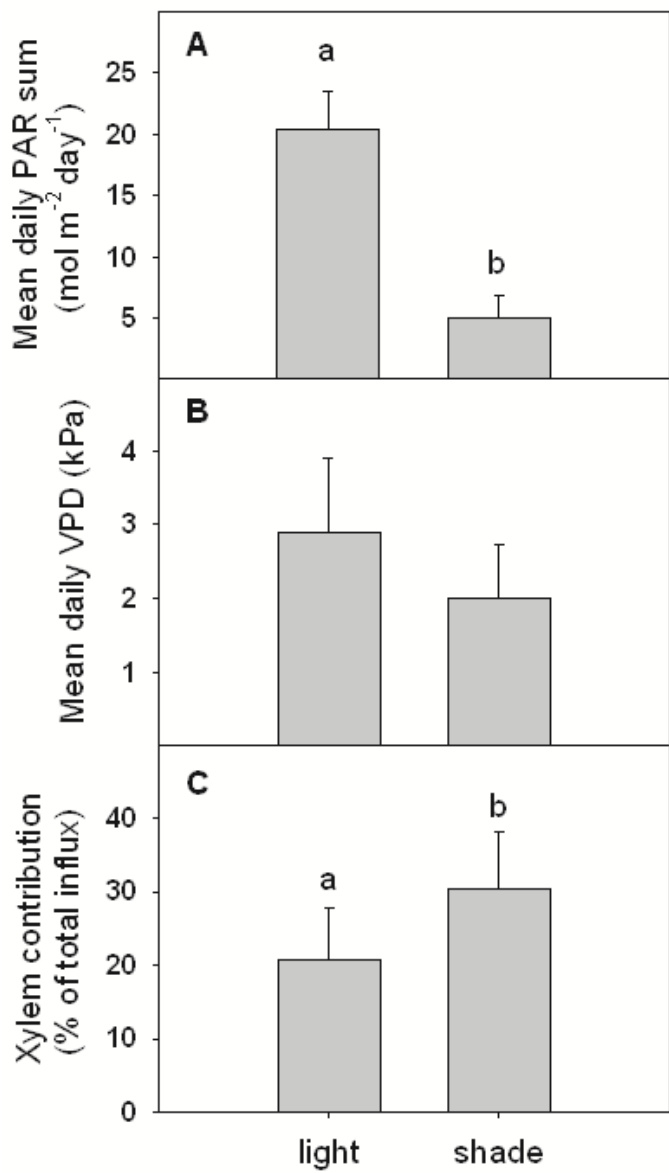 A
a
b
25
20
15
10
5
Mean daily PAR sum
(mol m⁻² day⁻¹)
B
4
3
2
1
Mean daily VPD (kPa)
C
a
b
40
30
20
10
0
Xylem contribution
(% of total influx)
light shade